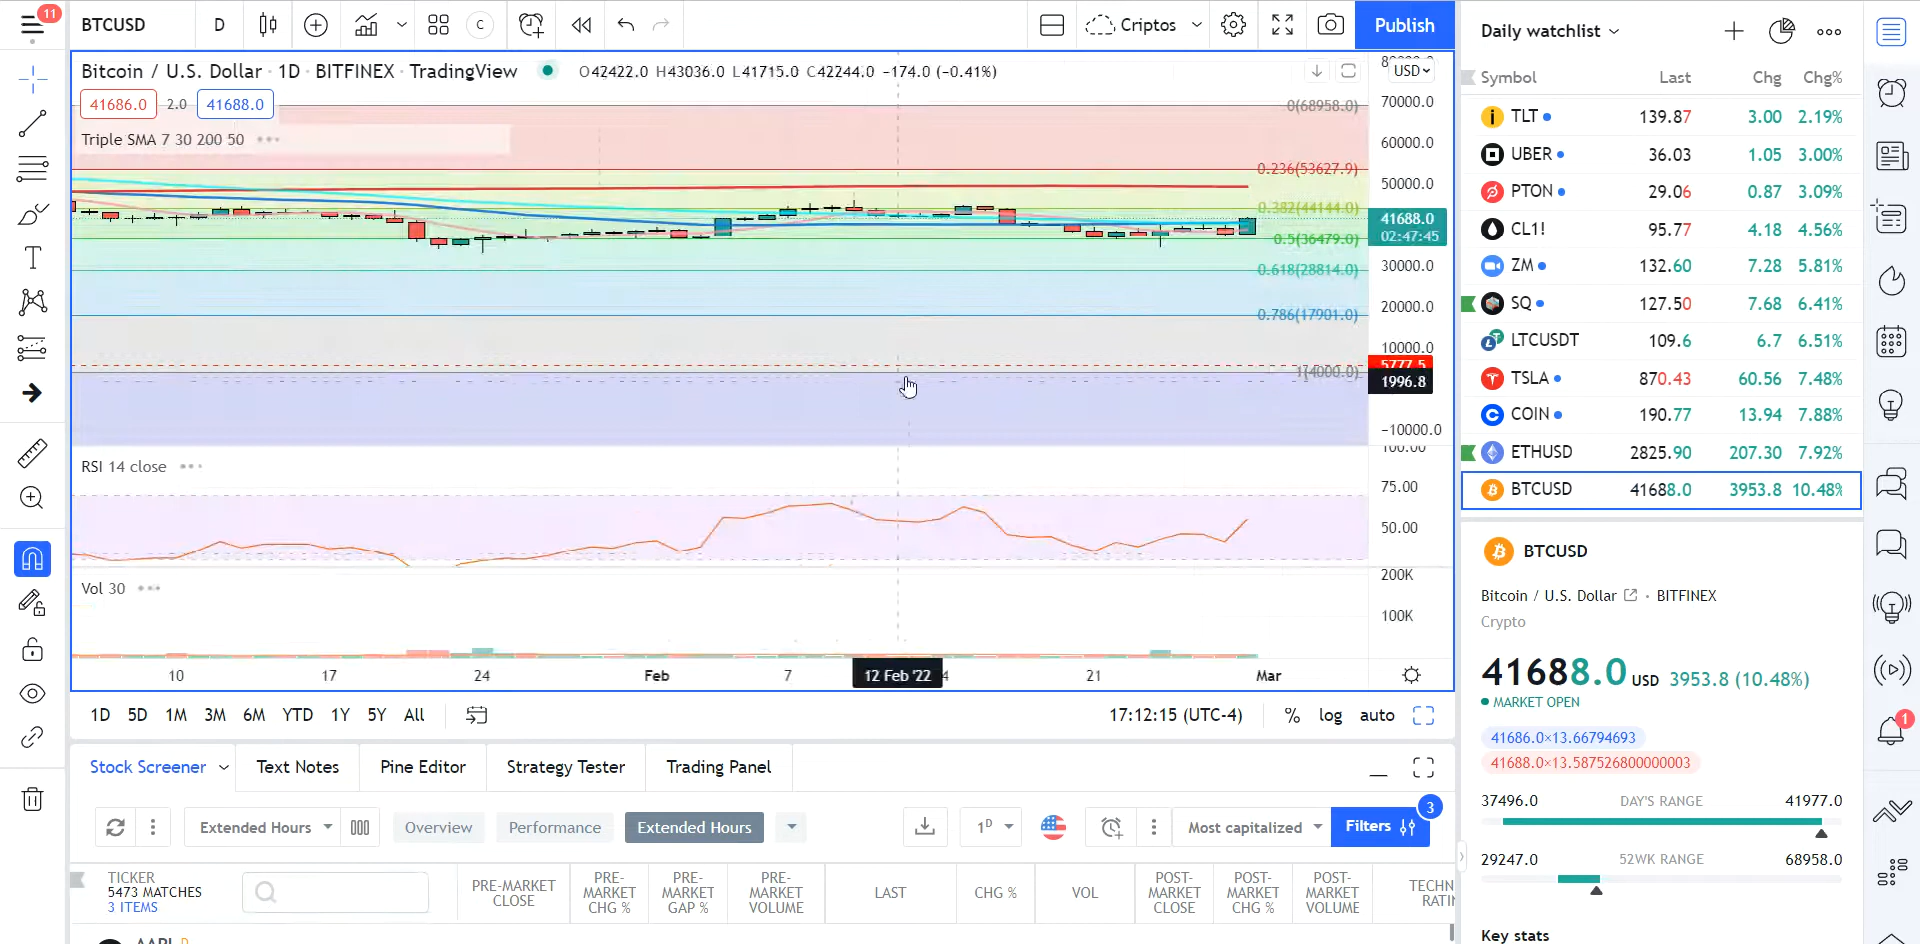 11
BTCUSD
D
C
Criptos
Publish
Bitcoin / U.S. Dollar · 1D · BITFINEX · TradingView
O42422.0 H43036.0 L41715.0 C42244.0 −174.0 (−0.41%)
41686.0 2.0 41688.0
Triple SMA 7 30 200 50
USD
70000.0
60000.0
50000.0
41688.0
02:47:45
30000.0
20000.0
10000.0
5777.5
1996.8
−10000.0
0(68958.0)
0.236(53627.9)
0.382(44144.0)
0.5(36479.0)
0.618(28814.0)
0.786(17901.0)
1(4000.0)
RSI 14 close
100.00
75.00
50.00
Vol 30
200K
100K
10 17 24 Feb 7 12 Feb '22 4 21 Mar
1D 5D 1M 3M 6M YTD 1Y 5Y All
17:12:15 (UTC-4)
% log auto
Stock Screener
Text Notes
Pine Editor
Strategy Tester
Trading Panel
Extended Hours
Overview
Performance
Extended Hours
1D
Most capitalized
Filters
3
TICKER
5473 MATCHES
3 ITEMS
PRE-MARKET
CLOSE
PRE-
MARKET
CHG %
PRE-
MARKET
GAP %
PRE-
MARKET
VOLUME
LAST
CHG %
VOL
POST-
MARKET
CLOSE
POST-
MARKET
CHG %
POST-
MARKET
VOLUME
Daily watchlist
Symbol Last Chg Chg%
TLT 139.87 3.00 2.19%
UBER 36.03 1.05 3.00%
PTON 29.06 0.87 3.09%
CL1! 95.77 4.18 4.56%
ZM 132.60 7.28 5.81%
SQ 127.50 7.68 6.41%
LTCUSDT 109.6 6.7 6.51%
TSLA 870.43 60.56 7.48%
COIN 190.77 13.94 7.88%
ETHUSD 2825.90 207.30 7.92%
BTCUSD 41688.0 3953.8 10.48%
BTCUSD
Bitcoin / U.S. Dollar · BITFINEX
Crypto
41688.0 USD 3953.8 (10.48%)
MARKET OPEN
41686.0×13.66794693
41688.0×13.587526800000003
37496.0 DAY'S RANGE 41977.0
29247.0 52WK RANGE 68958.0
Key stats
1